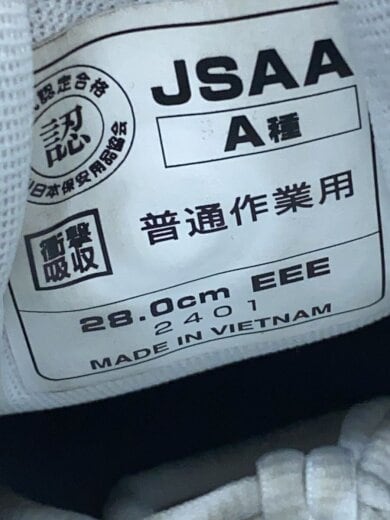 認定合格
認
日本保安用品協会
JSAA
A種
衝撃
吸収
普通作業用
28.0cm EEE
2401
MADE IN VIETNAM